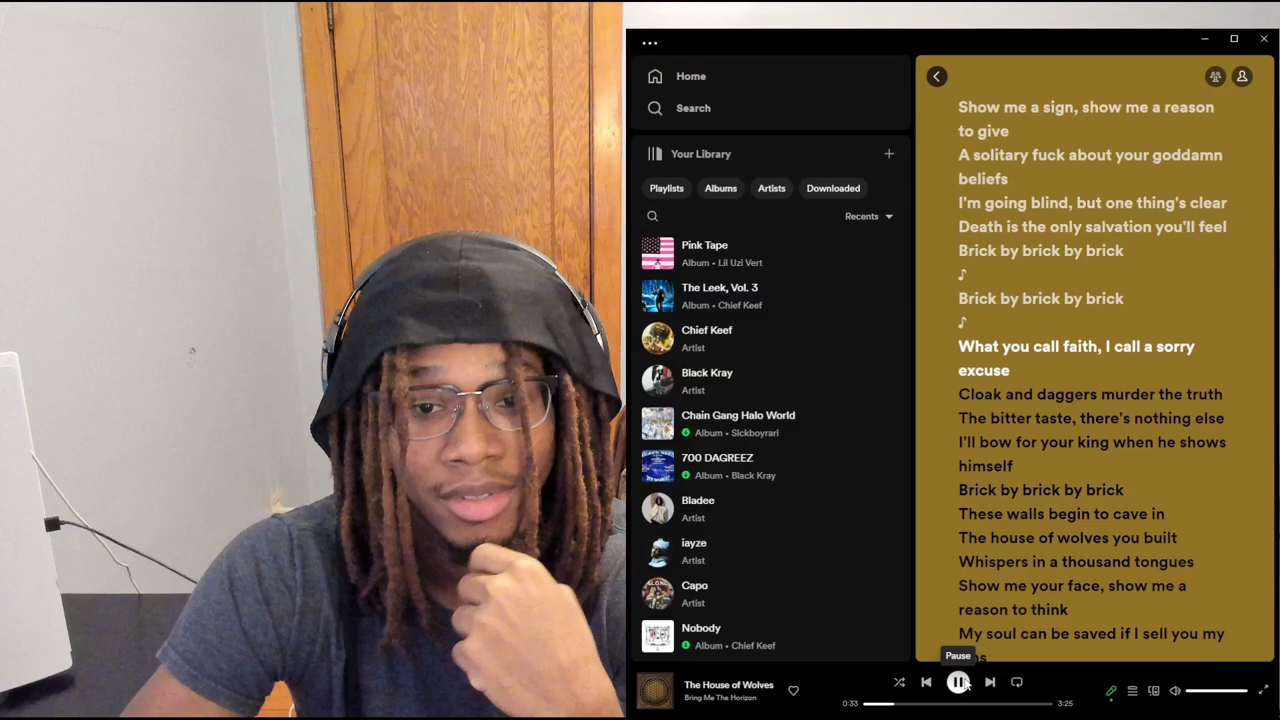 Home
Search
Your Library
Playlists
Albums
Artists
Downloaded
Recents
Pink Tape
Album • Lil Uzi Vert
The Leek, Vol. 3
Album • Chief Keef
Chief Keef
Artist
Black Kray
Artist
Chain Gang Halo World
Album • Sickboyrari
700 DAGREEZ
Album • Black Kray
Bladee
Artist
iayze
Artist
Capo
Artist
Nobody
Album • Chief Keef
Show me a sign, show me a reason
to give
A solitary fuck about your goddamn
beliefs
I'm going blind, but one thing's clear
Death is the only salvation you'll feel
Brick by brick by brick
♪
Brick by brick by brick
♪
What you call faith, I call a sorry
excuse
Cloak and daggers murder the truth
The bitter taste, there's nothing else
I'll bow for your king when he shows
himself
Brick by brick by brick
These walls begin to cave in
The house of wolves you built
Whispers in a thousand tongues
Show me your face, show me a
reason to think
My soul can be saved if I sell you my
Pause
The House of Wolves
Bring Me The Horizon
0:33
3:25